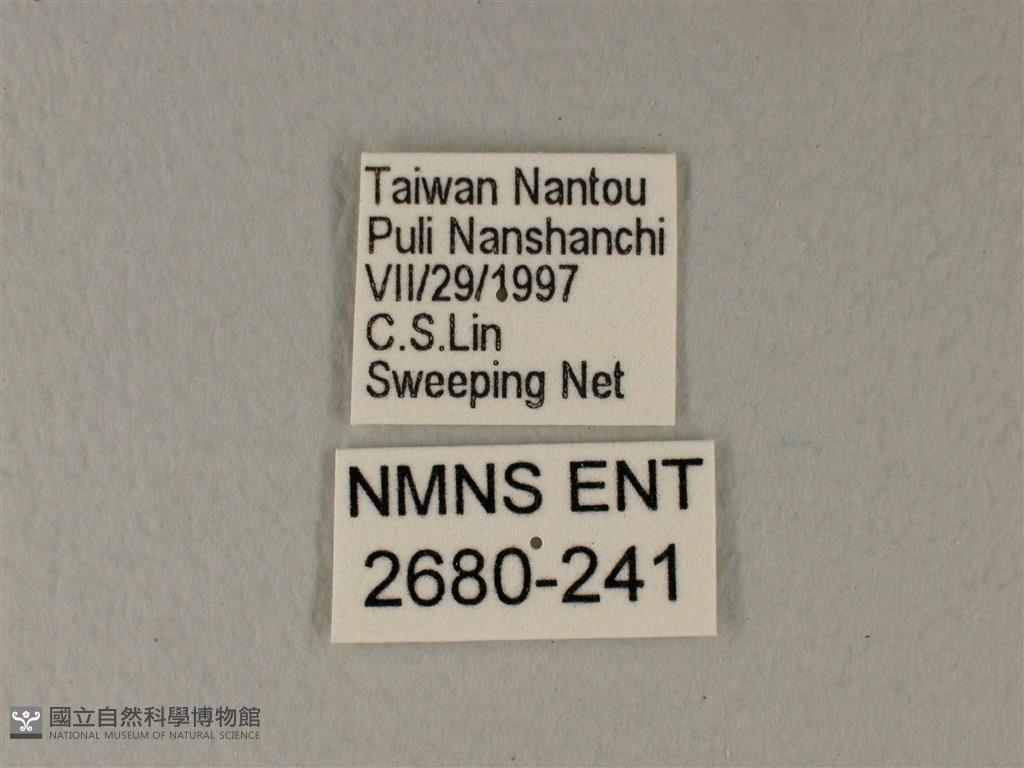 Taiwan Nantou
Puli Nanshanchi
VII/29/1997
C.S.Lin
Sweeping Net
NMNS ENT
2680-241
國立自然科學博物館
NATIONAL MUSEUM OF NATURAL SCIENCE